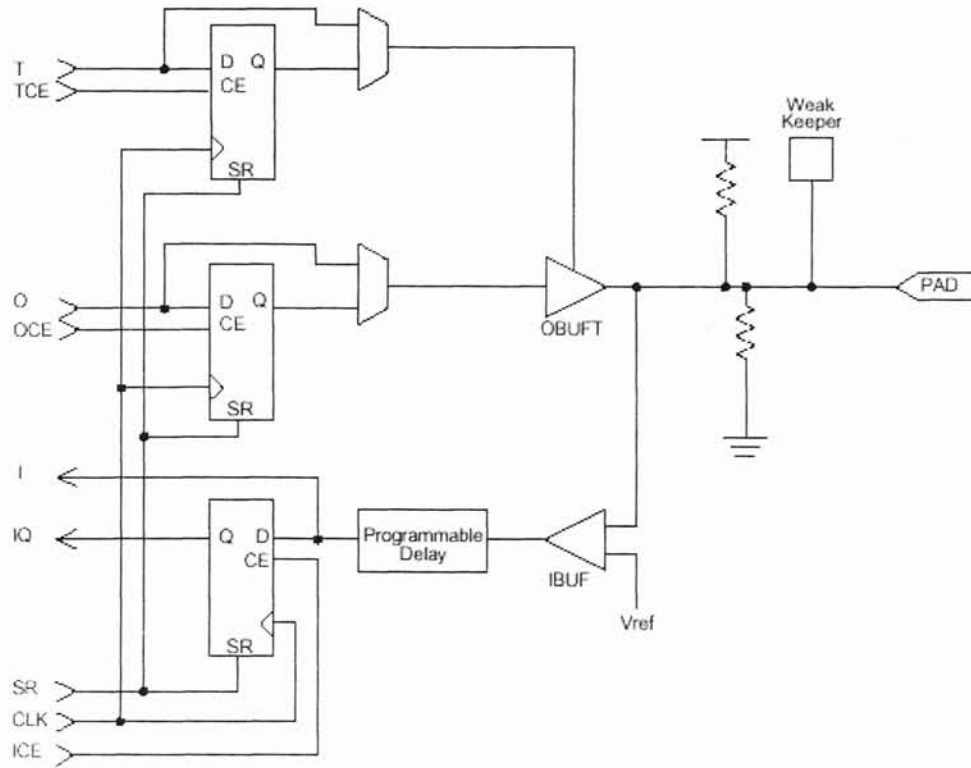 T
TCE
D Q
CE
SR
Weak
Keeper
O
OCE
D Q
CE
SR
OBUFT
PAD
I
IQ
Q D
CE
SR
Programmable
Delay
IBUF
Vref
SR
CLK
ICE